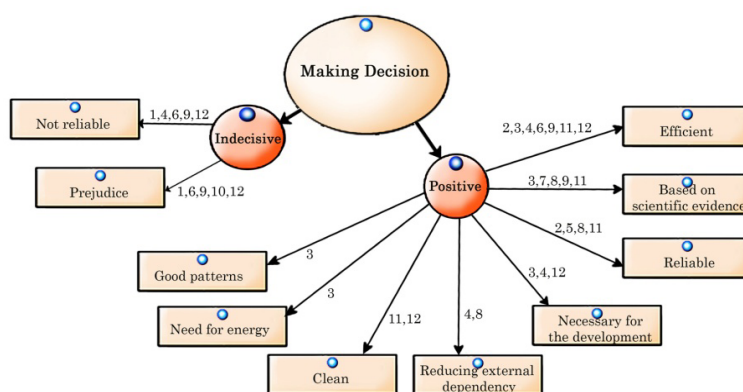 Making Decision
Indecisive
1,4,6,9,12
Not reliable
1,6,9,10,12
Prejudice
Positive
2,3,4,6,9,11,12
Efficient
3,7,8,9,11
Based on
scientific evidence
2,5,8,11
Reliable
3,4,12
Necessary for
the development
4,8
Reducing external
dependency
11,12
Clean
3
Need for energy
3
Good patterns